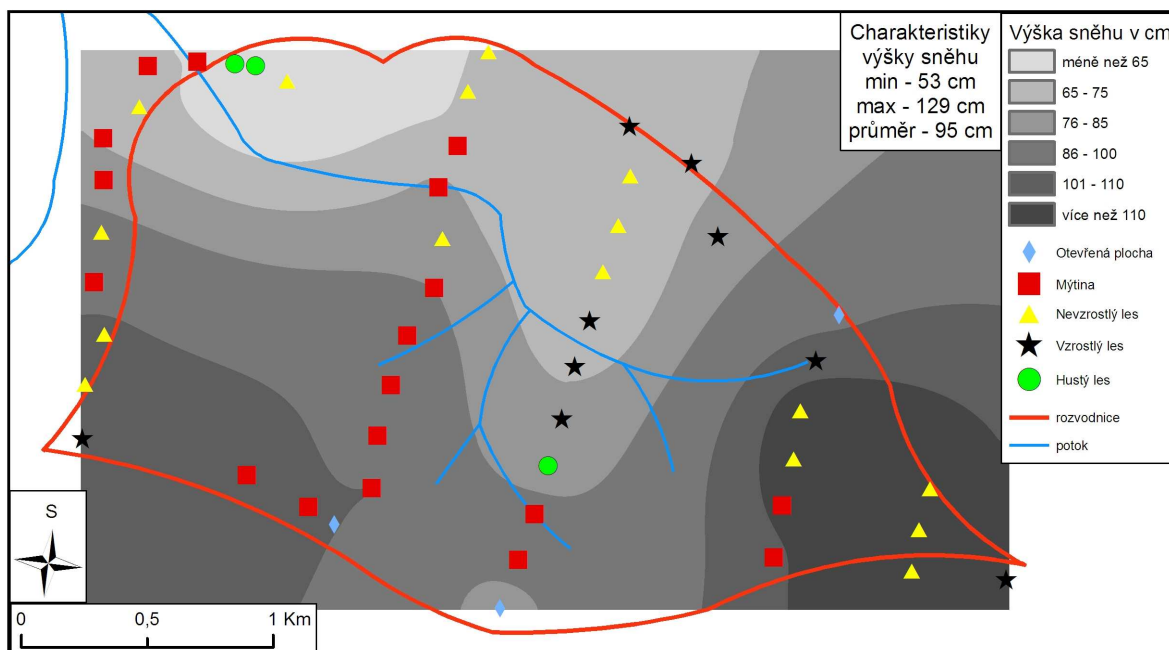 Charakteristiky
výšky sněhu
min - 53 cm
max - 129 cm
průměr - 95 cm
Výška sněhu v cm
méně než 65
65 - 75
76 - 85
86 - 100
101 - 110
více než 110
Otevřená plocha
Mýtina
Nevzrostlý les
Vzrostlý les
Hustý les
rozvodnice
potok
S
0 0,5 1 Km